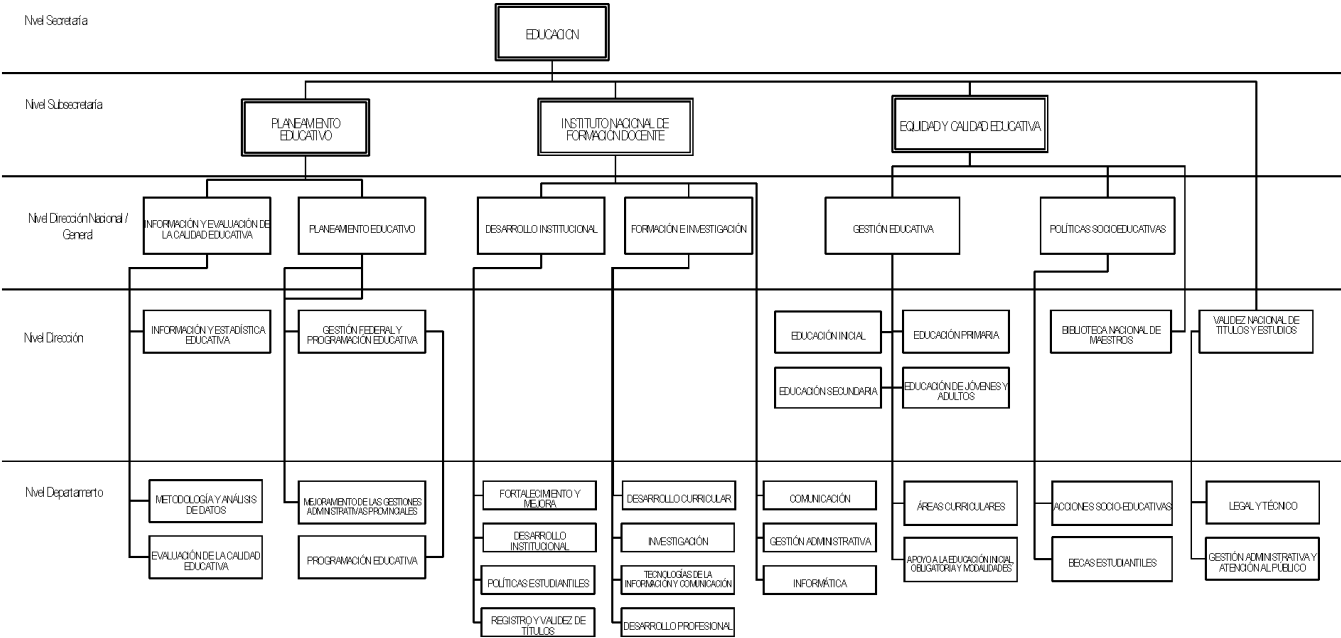 Nivel Secretaría
EDUCACION
Nivel Subsecretaría
PLANEAMIENTO
EDUCATIVO
INSTITUTO NACIONAL DE
FORMACIÓN DOCENTE
EQUIDAD Y CALIDAD EDUCATIVA
Nivel Dirección Nacional /
General
INFORMACIÓN Y EVALUACIÓN DE
LA CALIDAD EDUCATIVA
PLANEAMIENTO EDUCATIVO
DESARROLLO INSTITUCIONAL
FORMACIÓN E INVESTIGACIÓN
GESTIÓN EDUCATIVA
POLÍTICAS SOCIOEDUCATIVAS
Nivel Dirección
INFORMACIÓN Y ESTADÍSTICA
EDUCATIVA
GESTIÓN FEDERAL Y
PROGRAMACIÓN EDUCATIVA
EDUCACIÓN INICIAL
EDUCACIÓN PRIMARIA
BIBLIOTECA NACIONAL DE
MAESTROS
VALIDEZ NACIONAL DE
TITULOS Y ESTUDIOS
EDUCACIÓN SECUNDARIA
EDUCACIÓN DE JÓVENES Y
ADULTOS
Nivel Departamento
METODOLOGÍA Y ANÁLISIS
DE DATOS
MEJORAMIENTO DE LAS GESTIONES
ADMINISTRATIVAS PROVINCIALES
FORTALECIMIENTO Y
MEJORA
DESARROLLO CURRICULAR
COMUNICACIÓN
ÁREAS CURRICULARES
ACCIONES SOCIO-EDUCATIVAS
LEGAL Y TÉCNICO
EVALUACIÓN DE LA CALIDAD
EDUCATIVA
PROGRAMACIÓN EDUCATIVA
DESARROLLO
INSTITUCIONAL
INVESTIGACIÓN
GESTIÓN ADMINISTRATIVA
APOYO A LA EDUCACIÓN INICIAL,
OBLIGATORIA Y MODALIDADES
BECAS ESTUDIANTILES
GESTIÓN ADMINISTRATIVA Y
ATENCIÓN AL PÚBLICO
POLÍTICAS ESTUDIANTILES
TECNOLOGÍAS DE LA
INFORMACIÓN Y COMUNICACIÓN
INFORMÁTICA
REGISTRO Y VALIDEZ DE
TÍTULOS
DESARROLLO PROFESIONAL